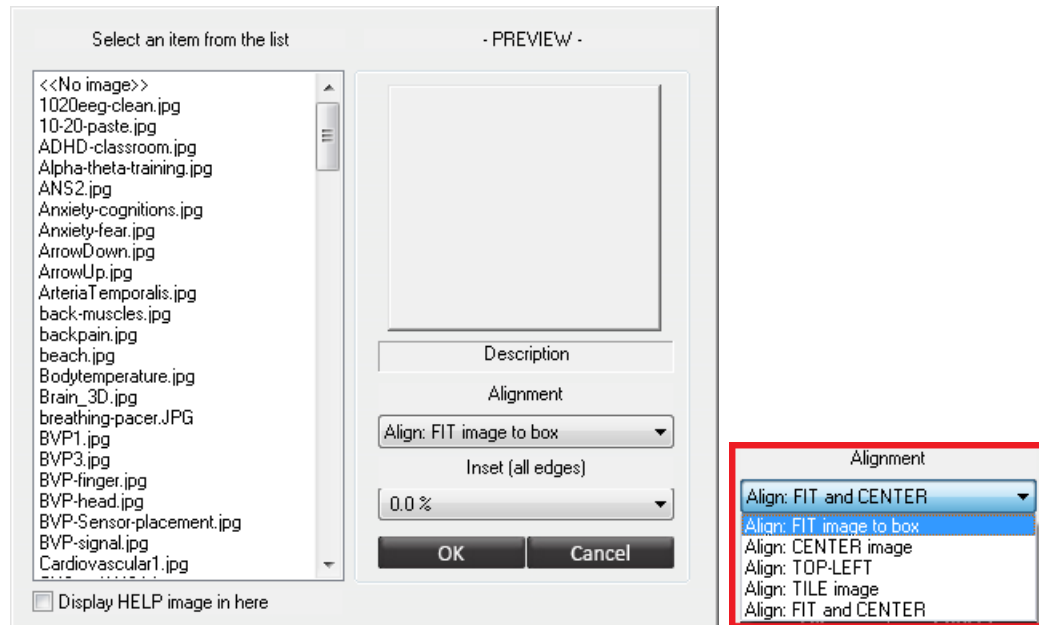 Select an item from the list
<<No image>>
1020eeg-clean.jpg
10-20-paste.jpg
ADHD-classroom.jpg
Alpha-theta-training.jpg
ANS2.jpg
Anxiety-cognitions.jpg
Anxiety-fear.jpg
ArrowDown.jpg
ArrowUp.jpg
ArteriaTemporalis.jpg
back-muscles.jpg
backpain.jpg
beach.jpg
Bodytemperature.jpg
Brain_3D.jpg
breathing-pacer.JPG
BVP1.jpg
BVP3.jpg
BVP-finger.jpg
BVP-head.jpg
BVP-Sensor-placement.jpg
BVP-signal.jpg
Cardiovascular1.jpg
Display HELP image in here
- PREVIEW -
Description
Alignment
Align: FIT image to box
Inset (all edges)
0.0 %
OK
Cancel
Alignment
Align: FIT and CENTER
Align: FIT image to box
Align: CENTER image
Align: TOP-LEFT
Align: TILE image
Align: FIT and CENTER